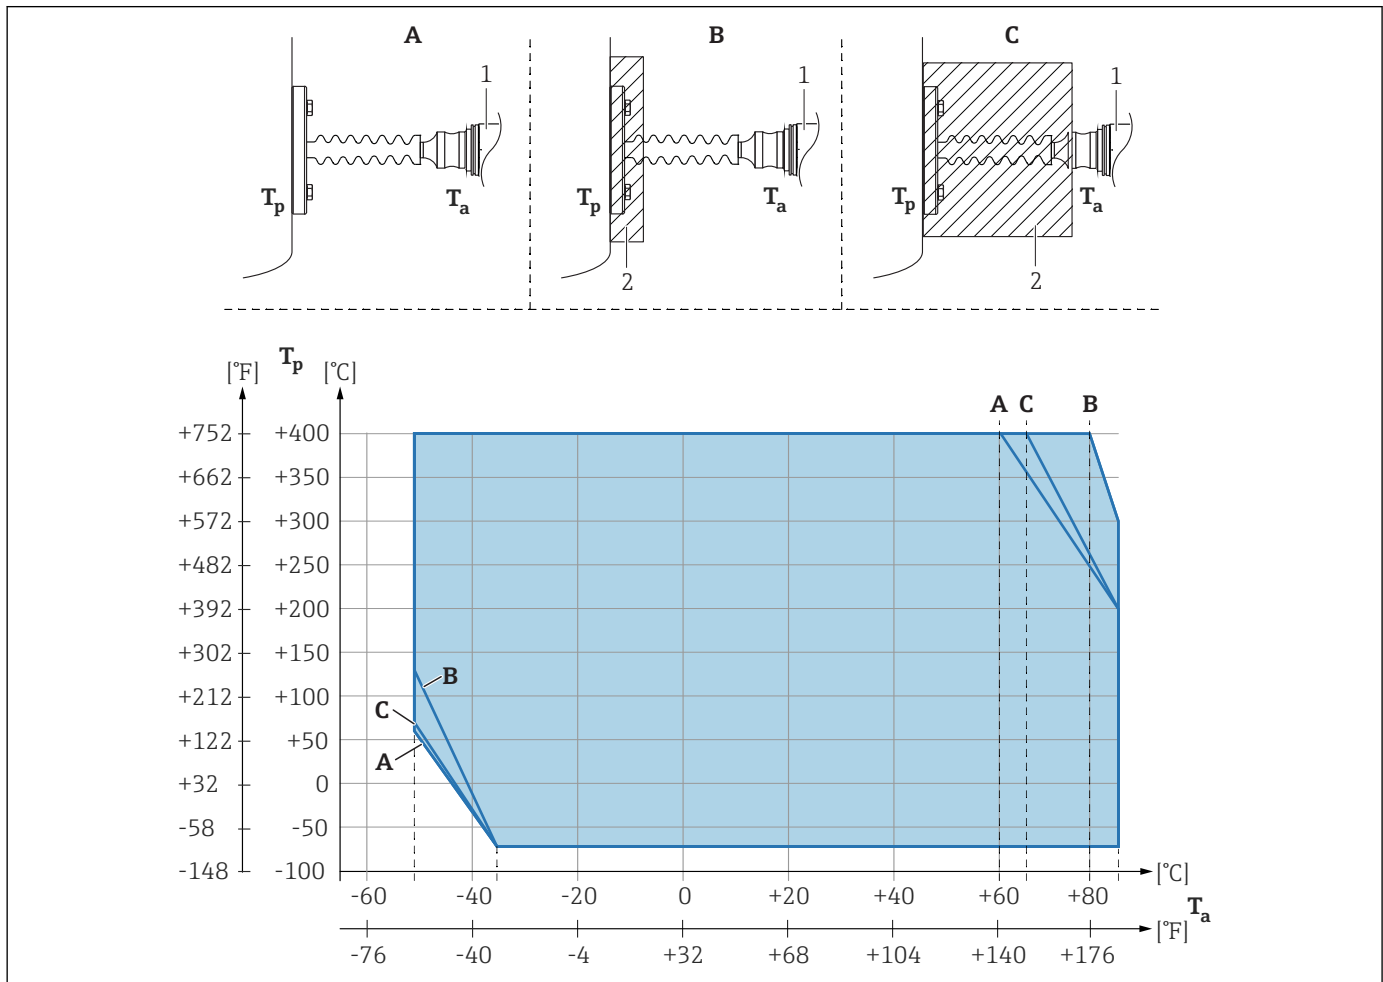 A B C
1 1 1
Tp Ta Tp Ta Tp Ta
2 2 2
[°F] Tp [°C]
A C B
+752 +400
+662 +350
+572 +300
+482 +250
+392 +200
+302 +150
B
+212 +100
C
+122 +50
A
+32 0
-58 -50
-148 -100
[°C]
-60 -40 -20 0 +20 +40 +60 +80 Ta
[°F]
-76 -40 -4 +32 +68 +104 +140 +176